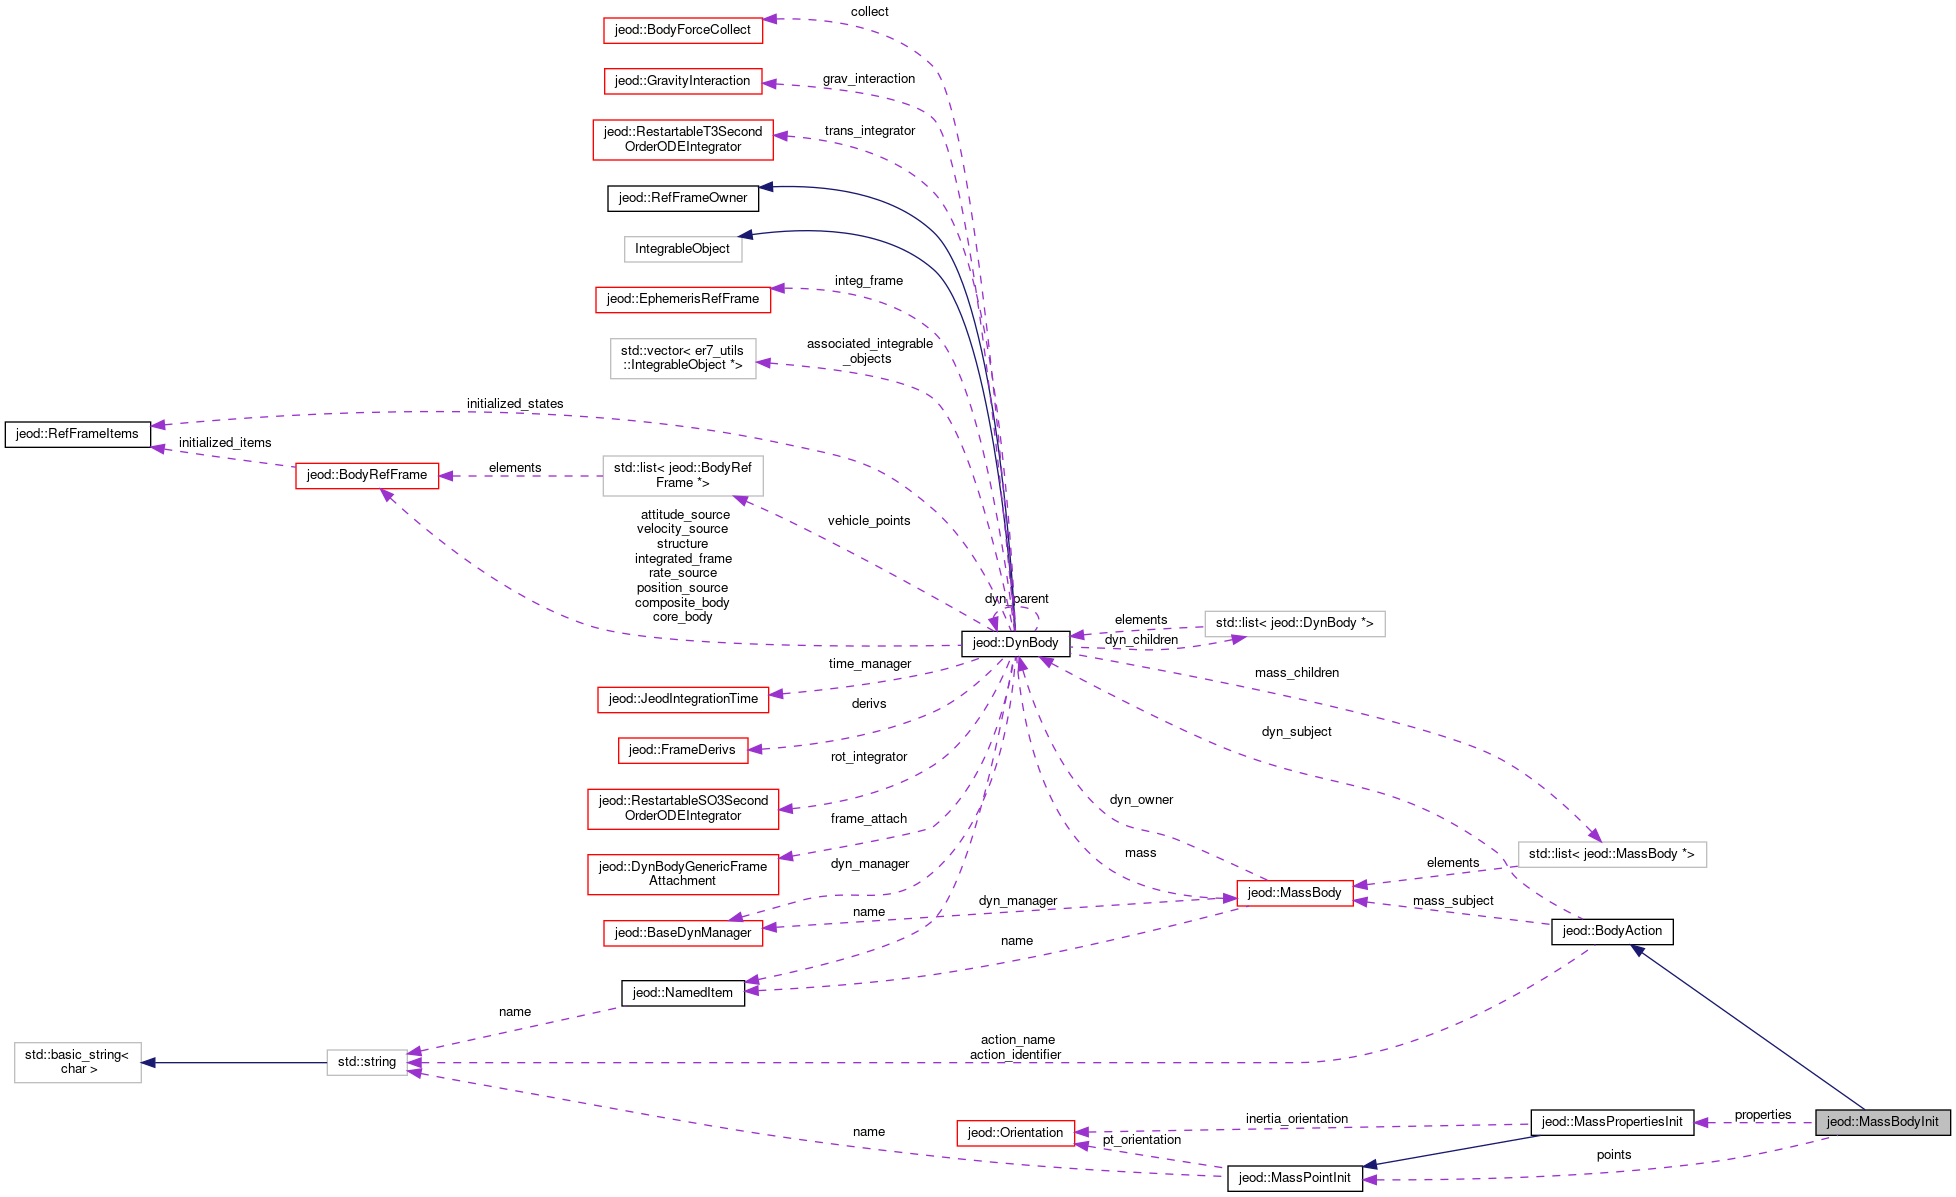 collect
jeod::BodyForceCollect
grav_interaction
jeod::GravityInteraction
trans_integrator
jeod::RestartableT3Second
OrderODEIntegrator
jeod::RefFrameOwner
IntegrableObject
integ_frame
jeod::EphemerisRefFrame
associated_integrable
_objects
std::vector< er7_utils
::IntegrableObject *>
initialized_states
jeod::RefFrameItems
initialized_items
jeod::BodyRefFrame
elements
std::list< jeod::BodyRef
Frame *>
vehicle_points
attitude_source
velocity_source
structure
integrated_frame
rate_source
position_source
composite_body
core_body
dyn_parent
jeod::DynBody
elements
dyn_children
std::list< jeod::DynBody *>
time_manager
jeod::JeodIntegrationTime
mass_children
derivs
jeod::FrameDerivs
dyn_subject
rot_integrator
jeod::RestartableSO3Second
OrderODEIntegrator
dyn_owner
frame_attach
jeod::DynBodyGenericFrame
Attachment
dyn_manager
mass
elements
std::list< jeod::MassBody *>
jeod::MassBody
dyn_manager
mass_subject
name
jeod::BaseDynManager
jeod::BodyAction
name
jeod::NamedItem
name
action_name
action_identifier
std::basic_string<
char >
std::string
inertia_orientation
jeod::MassPropertiesInit
properties
jeod::MassBodyInit
name
jeod::Orientation
pt_orientation
points
jeod::MassPointInit